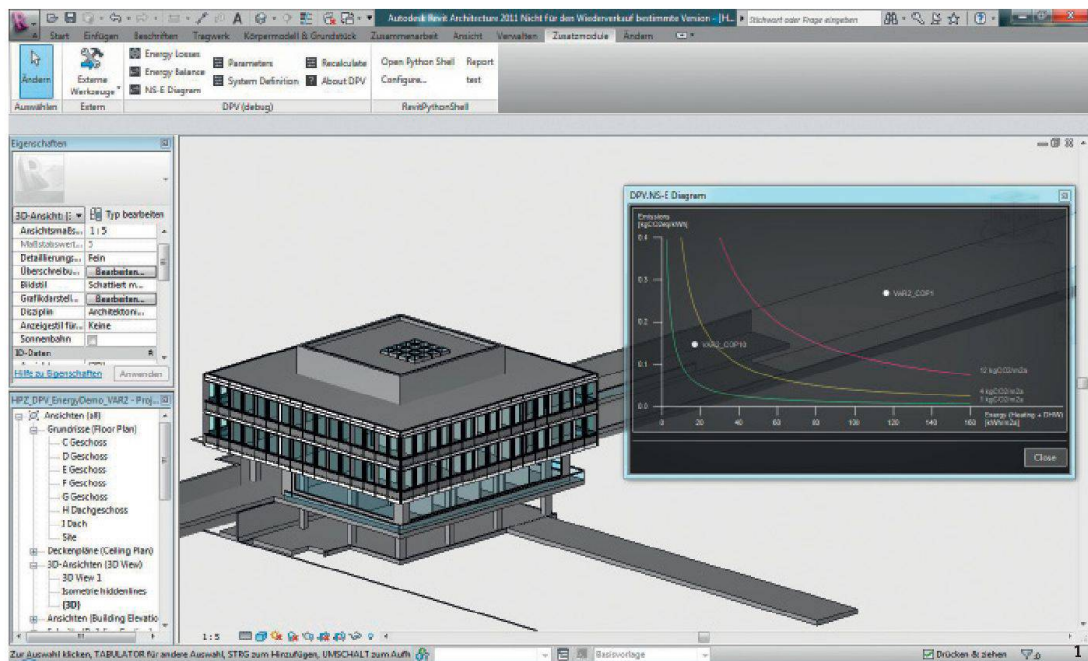 Autodesk Revit Architecture 2011 Nicht für den Wiederverkauf bestimmte Version - [H...
Stichwort oder Frage eingeben
Start Einfügen Beschriften Tragwerk Körpermodell & Grundstück Zusammenarbeit Ansicht Verwalten Zusatzmodule Ändern
Ändern
Externe
Werkzeuge
Energy Losses
Energy Balance
NS-E Diagram
Parameters
System Definition
Recalculate
About DPV
Open Python Shell
Configure...
Report
test
Auswählen Extern DPV (debug) RevitPythonShell
Eigenschaften
3D-Ansicht: [:
Typ bearbeiten
Ansichtsmaßs... 1:5
Maßstabswert... 5
Detaillierungs... Fein
Überschreibu... Bearbeiten...
Bildstil Schattiert m...
Grafikdarstell... Bearbeiten...
Disziplin Architektoni...
Anzeigestil für... Keine
Sonnenbahn
ID-Daten
Hilfe zu Eigenschaften
Anwenden
HPZ_DPV_EnergyDemo_VAR2 - Proj...
Ansichten (all)
Grundrisse (Floor Plan)
C Geschoss
D Geschoss
E Geschoss
F Geschoss
G Geschoss
H Dachgeschoss
I Dach
Site
Deckenpläne (Ceiling Plan)
3D-Ansichten (3D View)
3D View 1
Isometrie hiddenlines
{3D}
Ansichten (Building Elevatio
DPV.NS-E Diagram
Emissions
[kgCO2eq/kWh]
0.4
0.3
0.2
0.1
0.0
VAR2_COP1
VAR2_COP10
12 kgCO2/m2a
4 kgCO2/m2a
1 kgCO2/m2a
0 20 40 60 80 100 120 140 160
Energy (Heating + DHW)
[kWh/m2a]
Close
1:5
Zur Auswahl klicken, TABULATOR für andere Auswahl, STRG zum Hinzufügen, UMSCHALT zum Aufh
Basisvorlage
Drücken & ziehen
:0
1